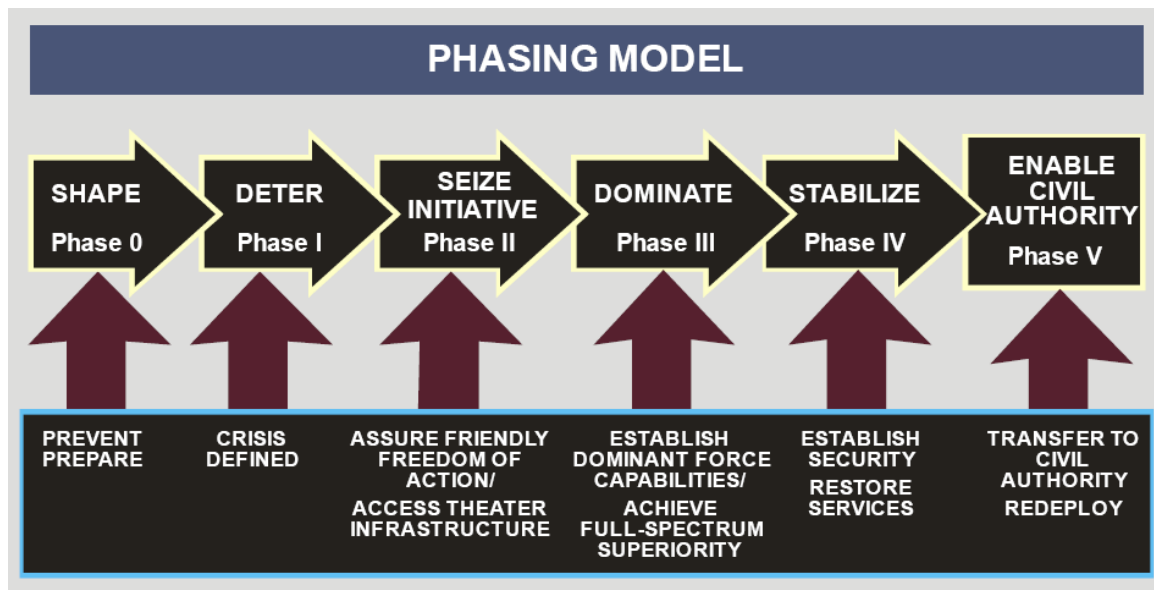 PHASING MODEL
SHAPE
Phase 0
DETER
Phase I
SEIZE
INITIATIVE
Phase II
DOMINATE
Phase III
STABILIZE
Phase IV
ENABLE
CIVIL
AUTHORITY
Phase V
PREVENT
PREPARE
CRISIS
DEFINED
ASSURE FRIENDLY
FREEDOM OF
ACTION/
ACCESS THEATER
INFRASTRUCTURE
ESTABLISH
DOMINANT FORCE
CAPABILITIES/
ACHIEVE
FULL-SPECTRUM
SUPERIORITY
ESTABLISH
SECURITY
RESTORE
SERVICES
TRANSFER TO
CIVIL
AUTHORITY
REDEPLOY